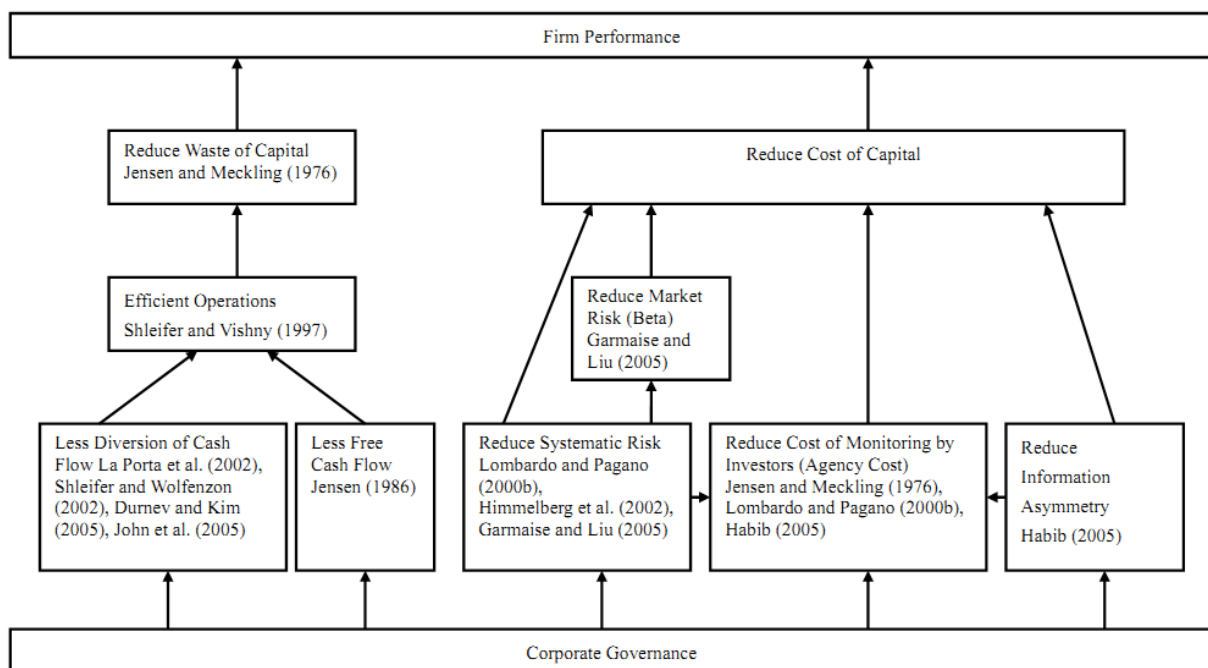 Firm Performance
Reduce Waste of Capital
Jensen and Meckling (1976)
Reduce Cost of Capital
Efficient Operations
Shleifer and Vishny (1997)
Reduce Market
Risk (Beta)
Garmaise and
Liu (2005)
Less Diversion of Cash
Flow La Porta et al. (2002),
Shleifer and Wolfenzon
(2002), Durnev and Kim
(2005), John et al. (2005)
Less Free
Cash Flow
Jensen (1986)
Reduce Systematic Risk
Lombardo and Pagano
(2000b),
Himmelberg et al. (2002),
Garmaise and Liu (2005)
Reduce Cost of Monitoring by
Investors (Agency Cost)
Jensen and Meckling (1976),
Lombardo and Pagano (2000b),
Habib (2005)
Reduce
Information
Asymmetry
Habib (2005)
Corporate Governance